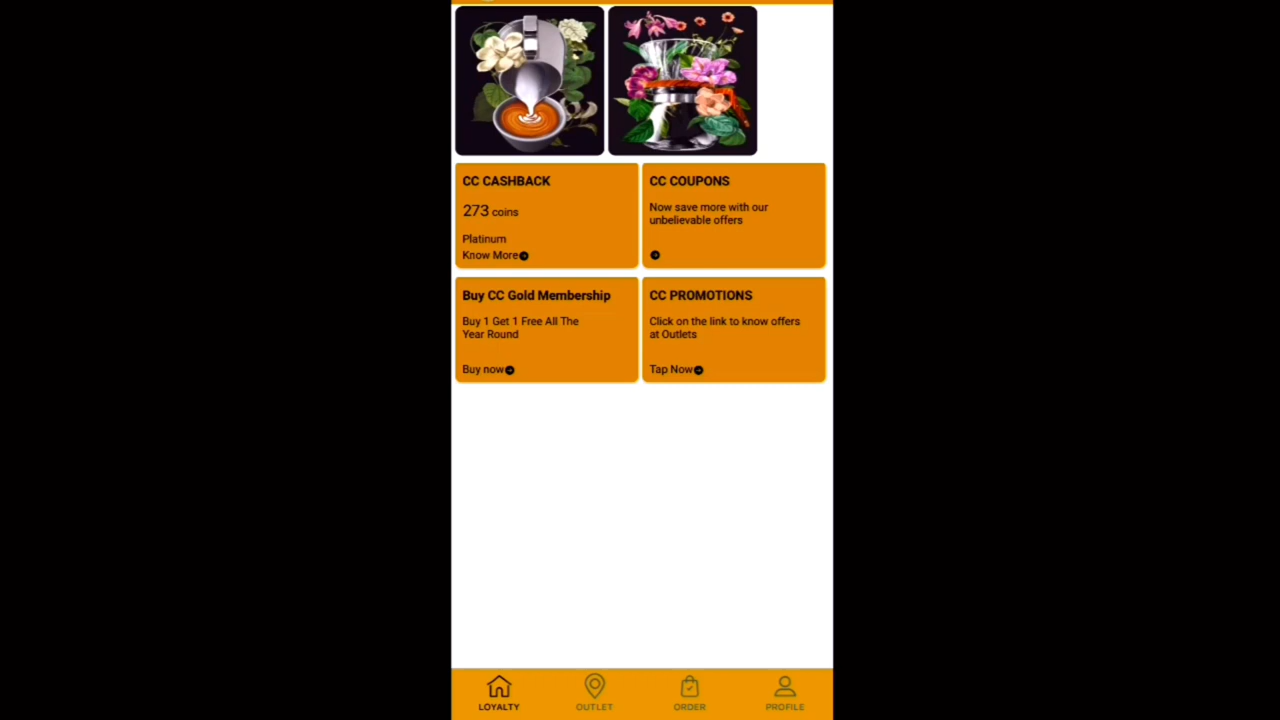 CC CASHBACK
273 coins
Platinum
Know More
CC COUPONS
Now save more with our
unbelievable offers
Buy CC Gold Membership
Buy 1 Get 1 Free All The
Year Round
Buy now
CC PROMOTIONS
Click on the link to know offers
at Outlets
Tap Now
LOYALTY
OUTLET
ORDER
PROFILE